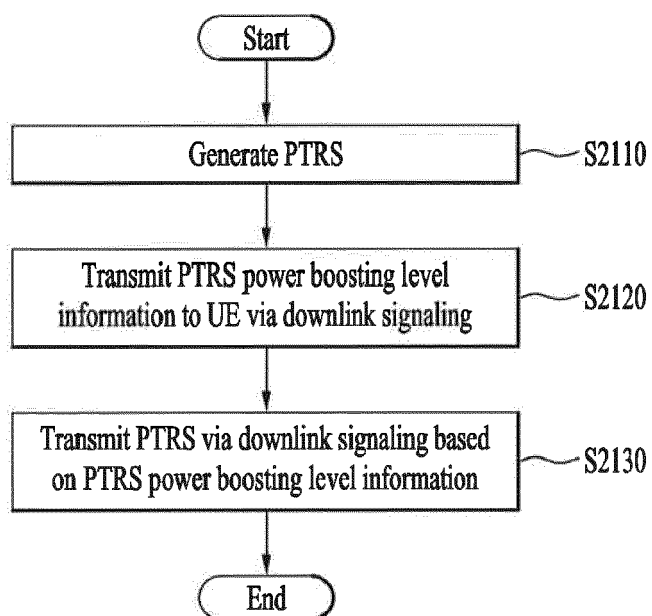 Start
Generate PTRS
S2110
Transmit PTRS power boosting level
information to UE via downlink signaling
S2120
Transmit PTRS via downlink signaling based
on PTRS power boosting level information
S2130
End